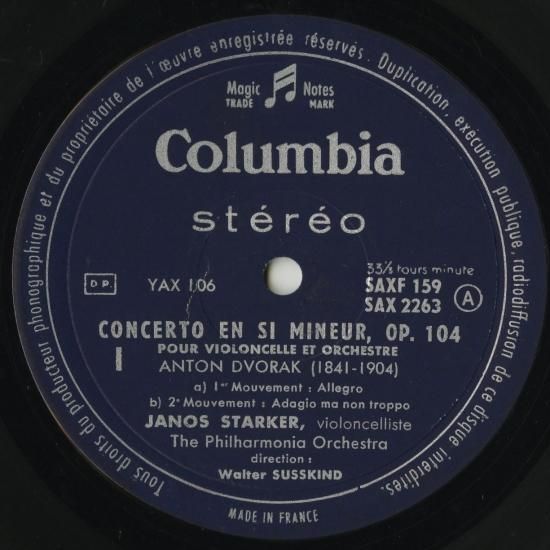 Tous droits du producteur phonographique et du propriétaire de l'œuvre enregistrée réservés. Duplication, exécution publique, radiodiffusion de ce disque interdites.
Magic Notes
TRADE MARK
Columbia
stéréo
33⅓ tours minute
D P. YAX 106 SAXF 159
SAX 2263 A
CONCERTO EN SI MINEUR, OP. 104
I POUR VIOLONCELLE ET ORCHESTRE
ANTON DVORAK (1841-1904)
a) 1er Mouvement : Allegro
b) 2e Mouvement : Adagio ma non troppo
JANOS STARKER, violoncelliste
The Philharmonia Orchestra
direction :
Walter SUSSKIND
MADE IN FRANCE